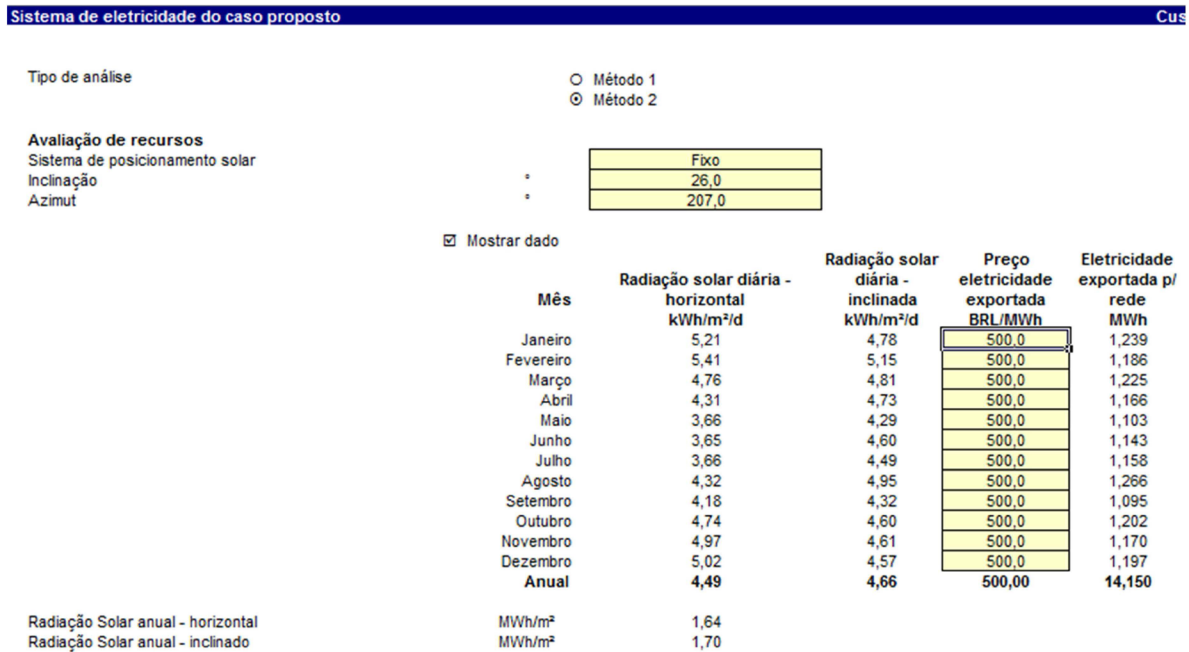 Sistema de eletricidade do caso proposto Cus
Tipo de análise Método 1
Método 2
Avaliação de recursos
Sistema de posicionamento solar Fixo
Inclinação ° 26,0
Azimut ° 207,0
Mostrar dado
Mês Radiação solar diária - horizontal kWh/m²/d Radiação solar diária - inclinada kWh/m²/d Preço eletricidade exportada BRL/MWh Eletricidade exportada p/ rede MWh
Janeiro 5,21 4,78 500,0 1,239
Fevereiro 5,41 5,15 500,0 1,186
Março 4,76 4,81 500,0 1,225
Abril 4,31 4,73 500,0 1,166
Maio 3,66 4,29 500,0 1,103
Junho 3,65 4,60 500,0 1,143
Julho 3,66 4,49 500,0 1,158
Agosto 4,32 4,95 500,0 1,266
Setembro 4,18 4,32 500,0 1,095
Outubro 4,74 4,60 500,0 1,202
Novembro 4,97 4,61 500,0 1,170
Dezembro 5,02 4,57 500,0 1,197
Anual 4,49 4,66 500,00 14,150
Radiação Solar anual - horizontal MWh/m² 1,64
Radiação Solar anual - inclinado MWh/m² 1,70